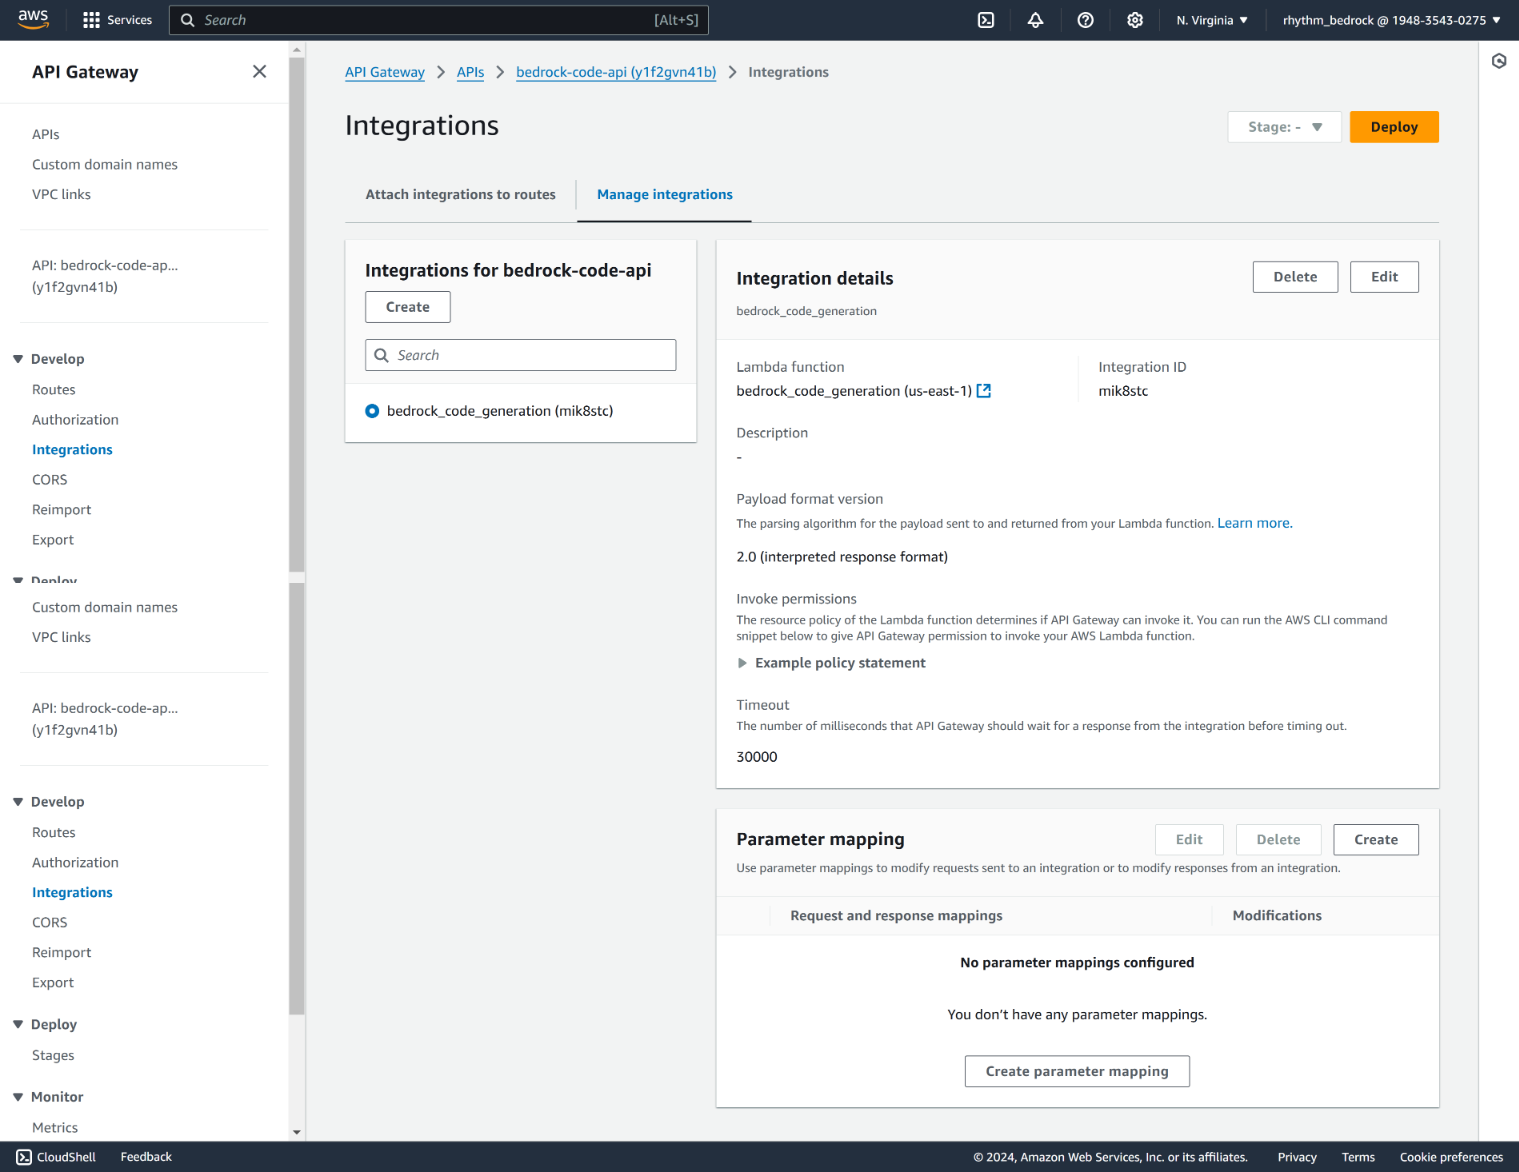 aws
Services
Search
[Alt+S]
N. Virginia
rhythm_bedrock @ 1948-3543-0275
API Gateway
APIs
Custom domain names
VPC links
API: bedrock-code-ap...
(y1f2gvn41b)
Develop
Routes
Authorization
Integrations
CORS
Reimport
Export
Deploy
Custom domain names
VPC links
API: bedrock-code-ap...
(y1f2gvn41b)
Develop
Routes
Authorization
Integrations
CORS
Reimport
Export
Deploy
Stages
Monitor
Metrics
API Gateway
APIs
bedrock-code-api (y1f2gvn41b)
Integrations
Integrations
Stage: -
Deploy
Attach integrations to routes
Manage integrations
Integrations for bedrock-code-api
Create
Search
bedrock_code_generation (mik8stc)
Integration details
Delete
Edit
bedrock_code_generation
Lambda function
bedrock_code_generation (us-east-1)
Integration ID
mik8stc
Description
-
Payload format version
The parsing algorithm for the payload sent to and returned from your Lambda function. Learn more.
2.0 (interpreted response format)
Invoke permissions
The resource policy of the Lambda function determines if API Gateway can invoke it. You can run the AWS CLI command
snippet below to give API Gateway permission to invoke your AWS Lambda function.
Example policy statement
Timeout
The number of milliseconds that API Gateway should wait for a response from the integration before timing out.
30000
Parameter mapping
Edit
Delete
Create
Use parameter mappings to modify requests sent to an integration or to modify responses from an integration.
Request and response mappings
Modifications
No parameter mappings configured
You don't have any parameter mappings.
Create parameter mapping
CloudShell
Feedback
© 2024, Amazon Web Services, Inc. or its affiliates.
Privacy
Terms
Cookie preferences